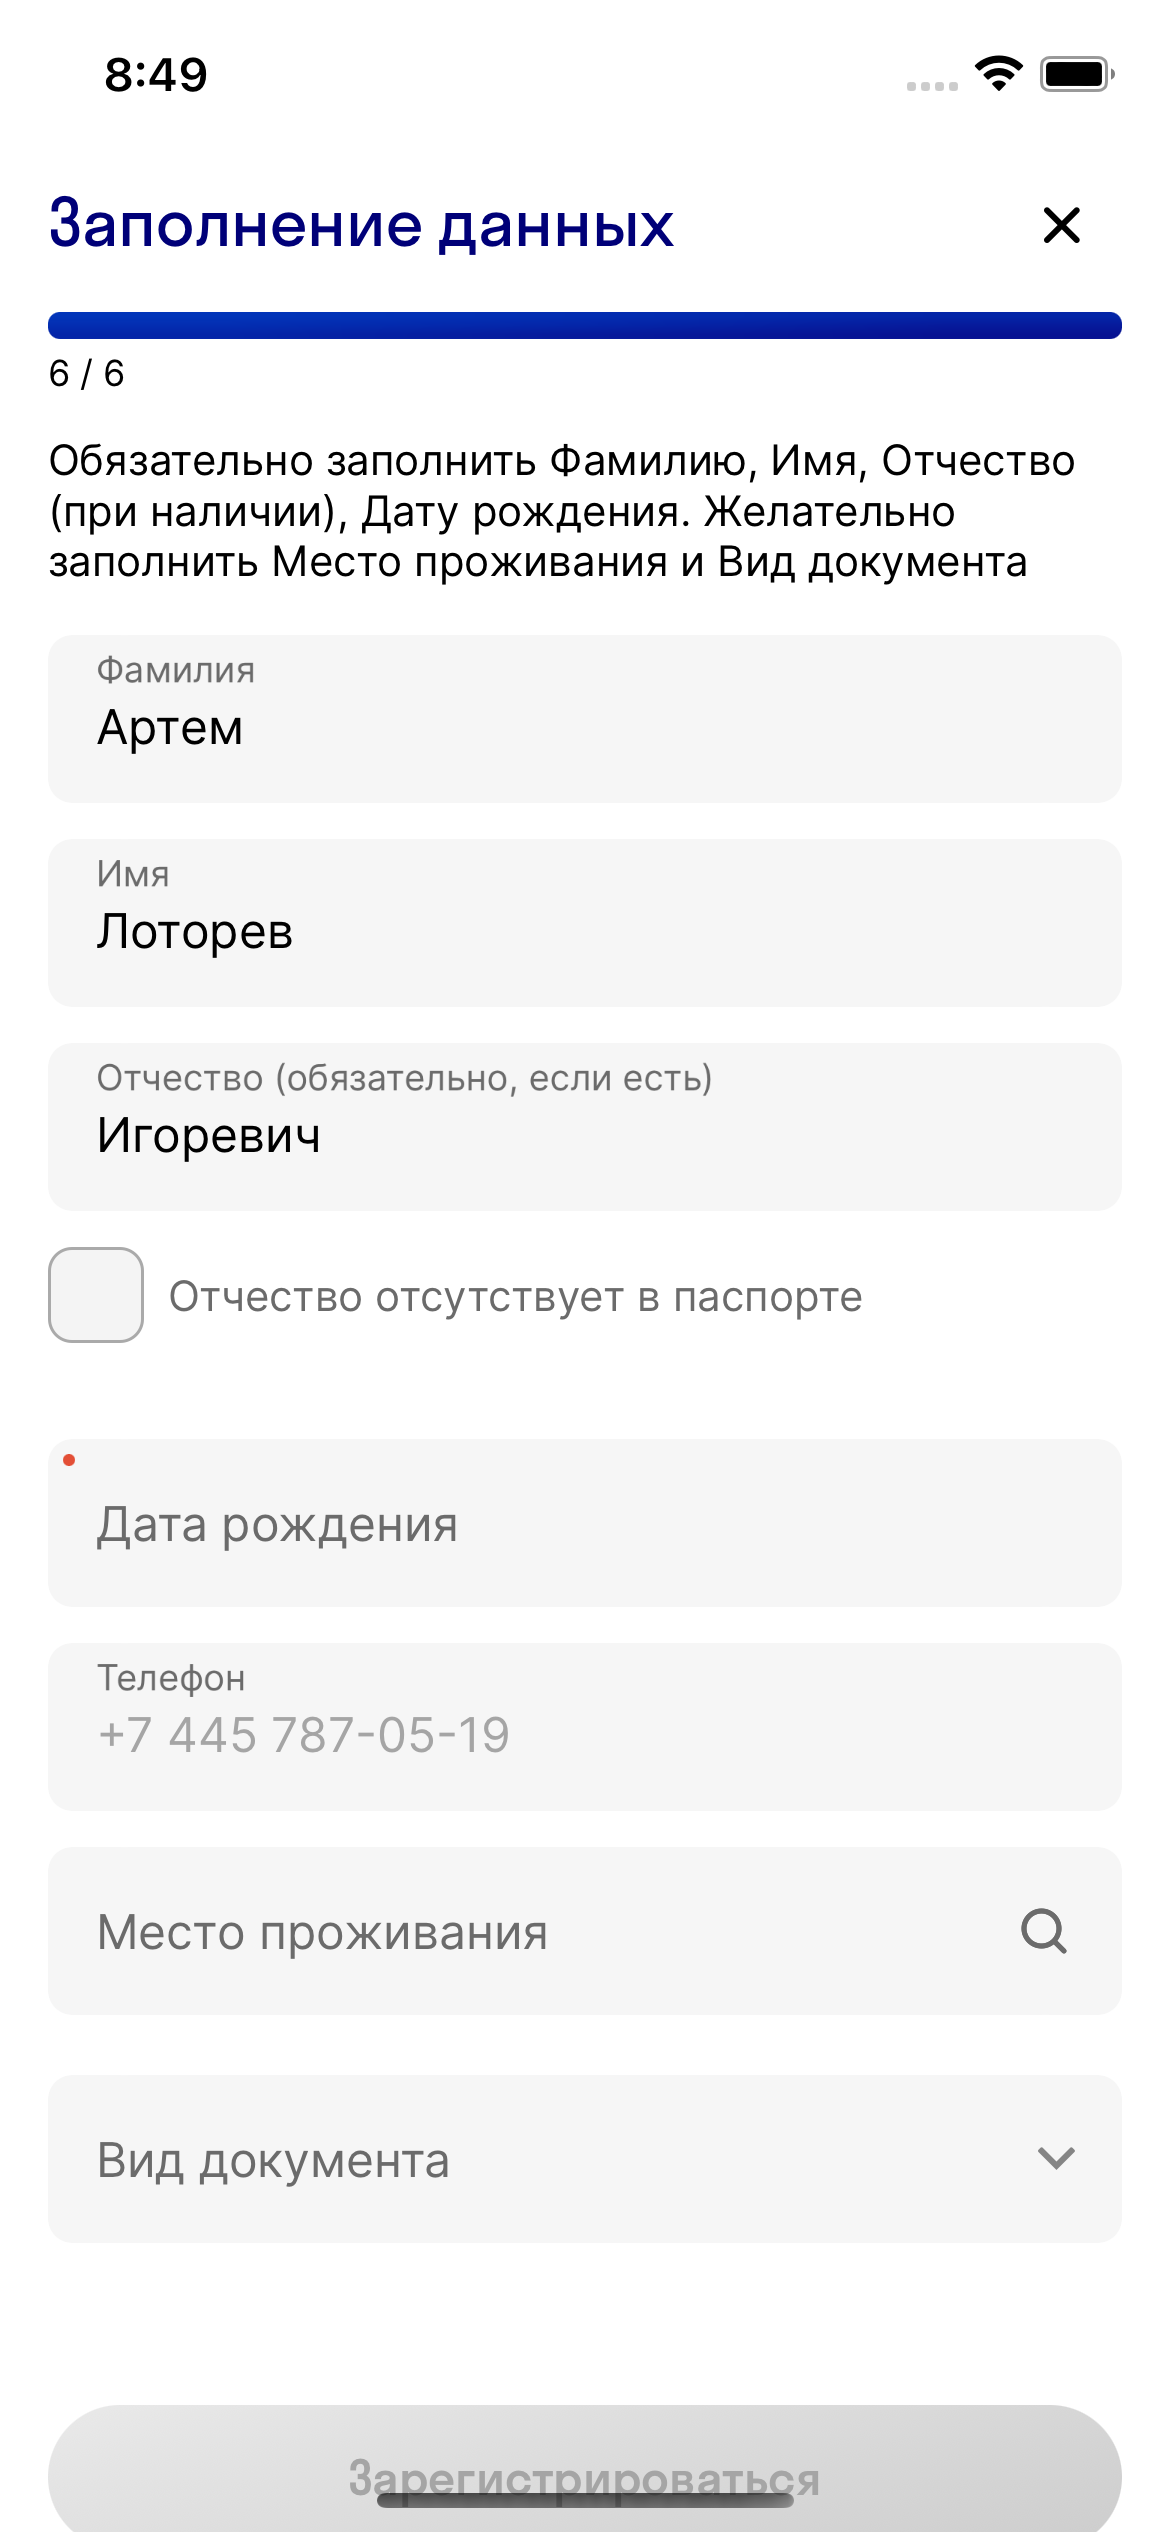 8:49
Заполнение данных
6 / 6
Обязательно заполнить Фамилию, Имя, Отчество
(при наличии), Дату рождения. Желательно
заполнить Место проживания и Вид документа
Фамилия
Артем
Имя
Лоторев
Отчество (обязательно, если есть)
Игоревич
Отчество отсутствует в паспорте
Дата рождения
Телефон
+7 445 787-05-19
Место проживания
Вид документа
Зарегистрироваться